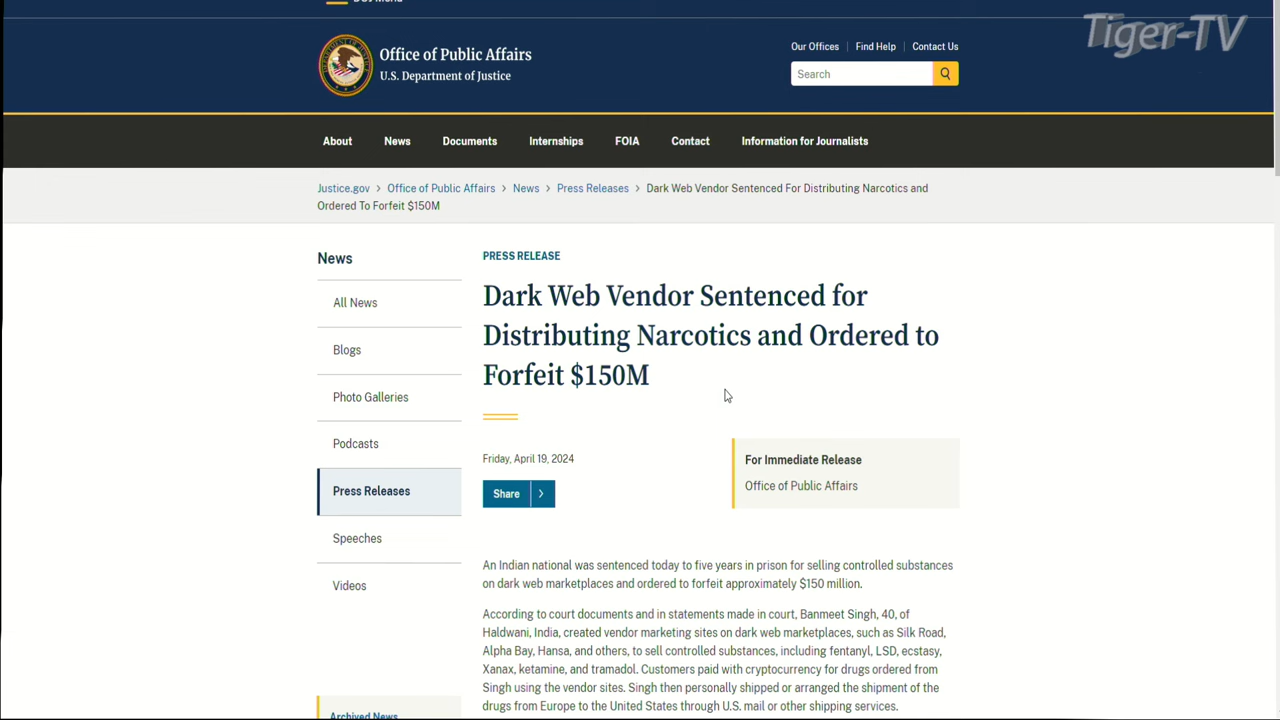 Tiger-TV
Office of Public Affairs
U.S. Department of Justice
Our Offices
Find Help
Contact Us
Search
About
News
Documents
Internships
FOIA
Contact
Information for Journalists
Justice.gov > Office of Public Affairs > News > Press Releases > Dark Web Vendor Sentenced For Distributing Narcotics and
Ordered To Forfeit $150M
News
All News
Blogs
Photo Galleries
Podcasts
Press Releases
Speeches
Videos
Archived News
PRESS RELEASE
Dark Web Vendor Sentenced for
Distributing Narcotics and Ordered to
Forfeit $150M
Friday, April 19, 2024
Share >
For Immediate Release
Office of Public Affairs
An Indian national was sentenced today to five years in prison for selling controlled substances
on dark web marketplaces and ordered to forfeit approximately $150 million.
According to court documents and in statements made in court, Banmeet Singh, 40, of
Haldwani, India, created vendor marketing sites on dark web marketplaces, such as Silk Road,
Alpha Bay, Hansa, and others, to sell controlled substances, including fentanyl, LSD, ecstasy,
Xanax, ketamine, and tramadol. Customers paid with cryptocurrency for drugs ordered from
Singh using the vendor sites. Singh then personally shipped or arranged the shipment of the
drugs from Europe to the United States through U.S. mail or other shipping services.